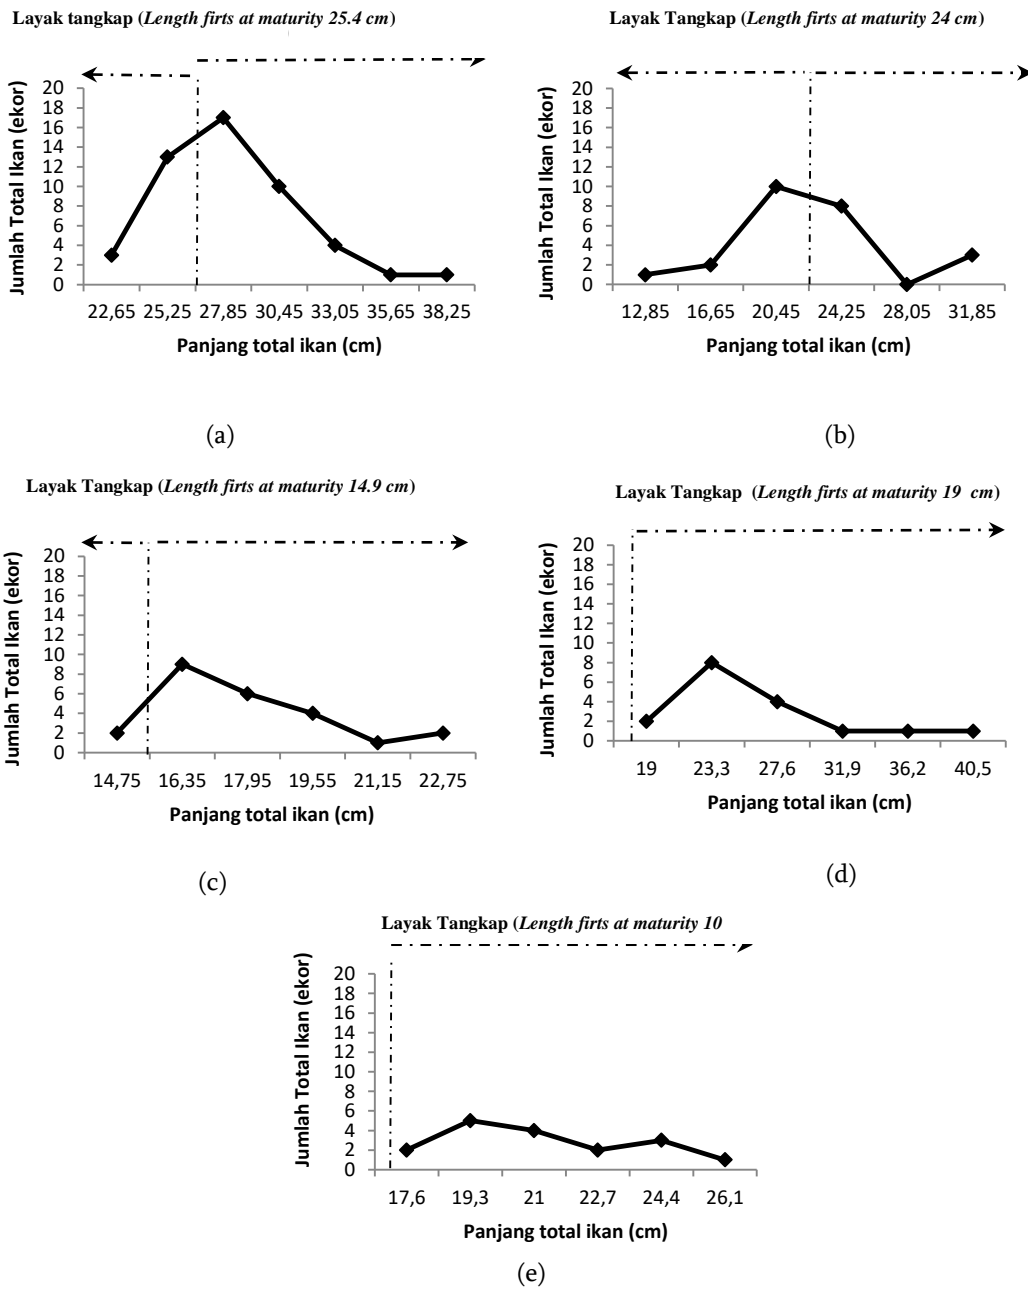 Layak tangkap (Length firts at maturity 25.4 cm)
Jumlah Total Ikan (ekor)
20
18
16
14
12
10
8
6
4
2
0
22,65 25,25 27,85 30,45 33,05 35,65 38,25
Panjang total ikan (cm)
(a)
Layak Tangkap (Length firts at maturity 24 cm)
Jumlah Total Ikan (ekor)
20
18
16
14
12
10
8
6
4
2
0
12,85 16,65 20,45 24,25 28,05 31,85
Panjang total ikan (cm)
(b)
Layak Tangkap (Length firts at maturity 14.9 cm)
Jumlah Total Ikan (ekor)
20
18
16
14
12
10
8
6
4
2
0
14,75 16,35 17,95 19,55 21,15 22,75
Panjang total ikan (cm)
(c)
Layak Tangkap (Length firts at maturity 19 cm)
Jumlah Total Ikan (ekor)
20
18
16
14
12
10
8
6
4
2
0
19 23,3 27,6 31,9 36,2 40,5
Panjang total ikan (cm)
(d)
Layak Tangkap (Length firts at maturity 10
Jumlah Total Ikan (ekor)
20
18
16
14
12
10
8
6
4
2
0
17,6 19,3 21 22,7 24,4 26,1
Panjang total ikan (cm)
(e)